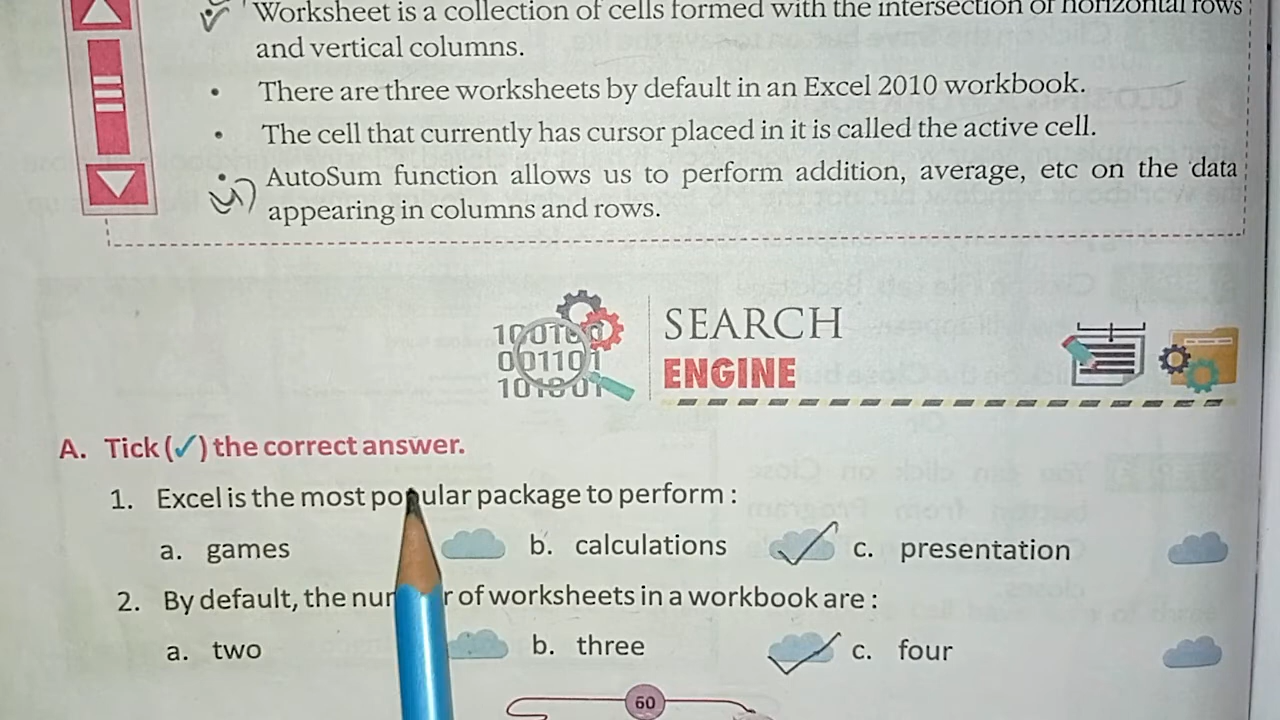 Worksheet is a collection of cells formed with the intersection of horizontal rows
and vertical columns.
• There are three worksheets by default in an Excel 2010 workbook.
• The cell that currently has cursor placed in it is called the active cell.
• AutoSum function allows us to perform addition, average, etc on the data
appearing in columns and rows.
100100
001101
101001
SEARCH
ENGINE
A. Tick (✓) the correct answer.
1. Excel is the most popular package to perform :
a. games b. calculations c. presentation
2. By default, the number of worksheets in a workbook are :
a. two b. three c. four
60